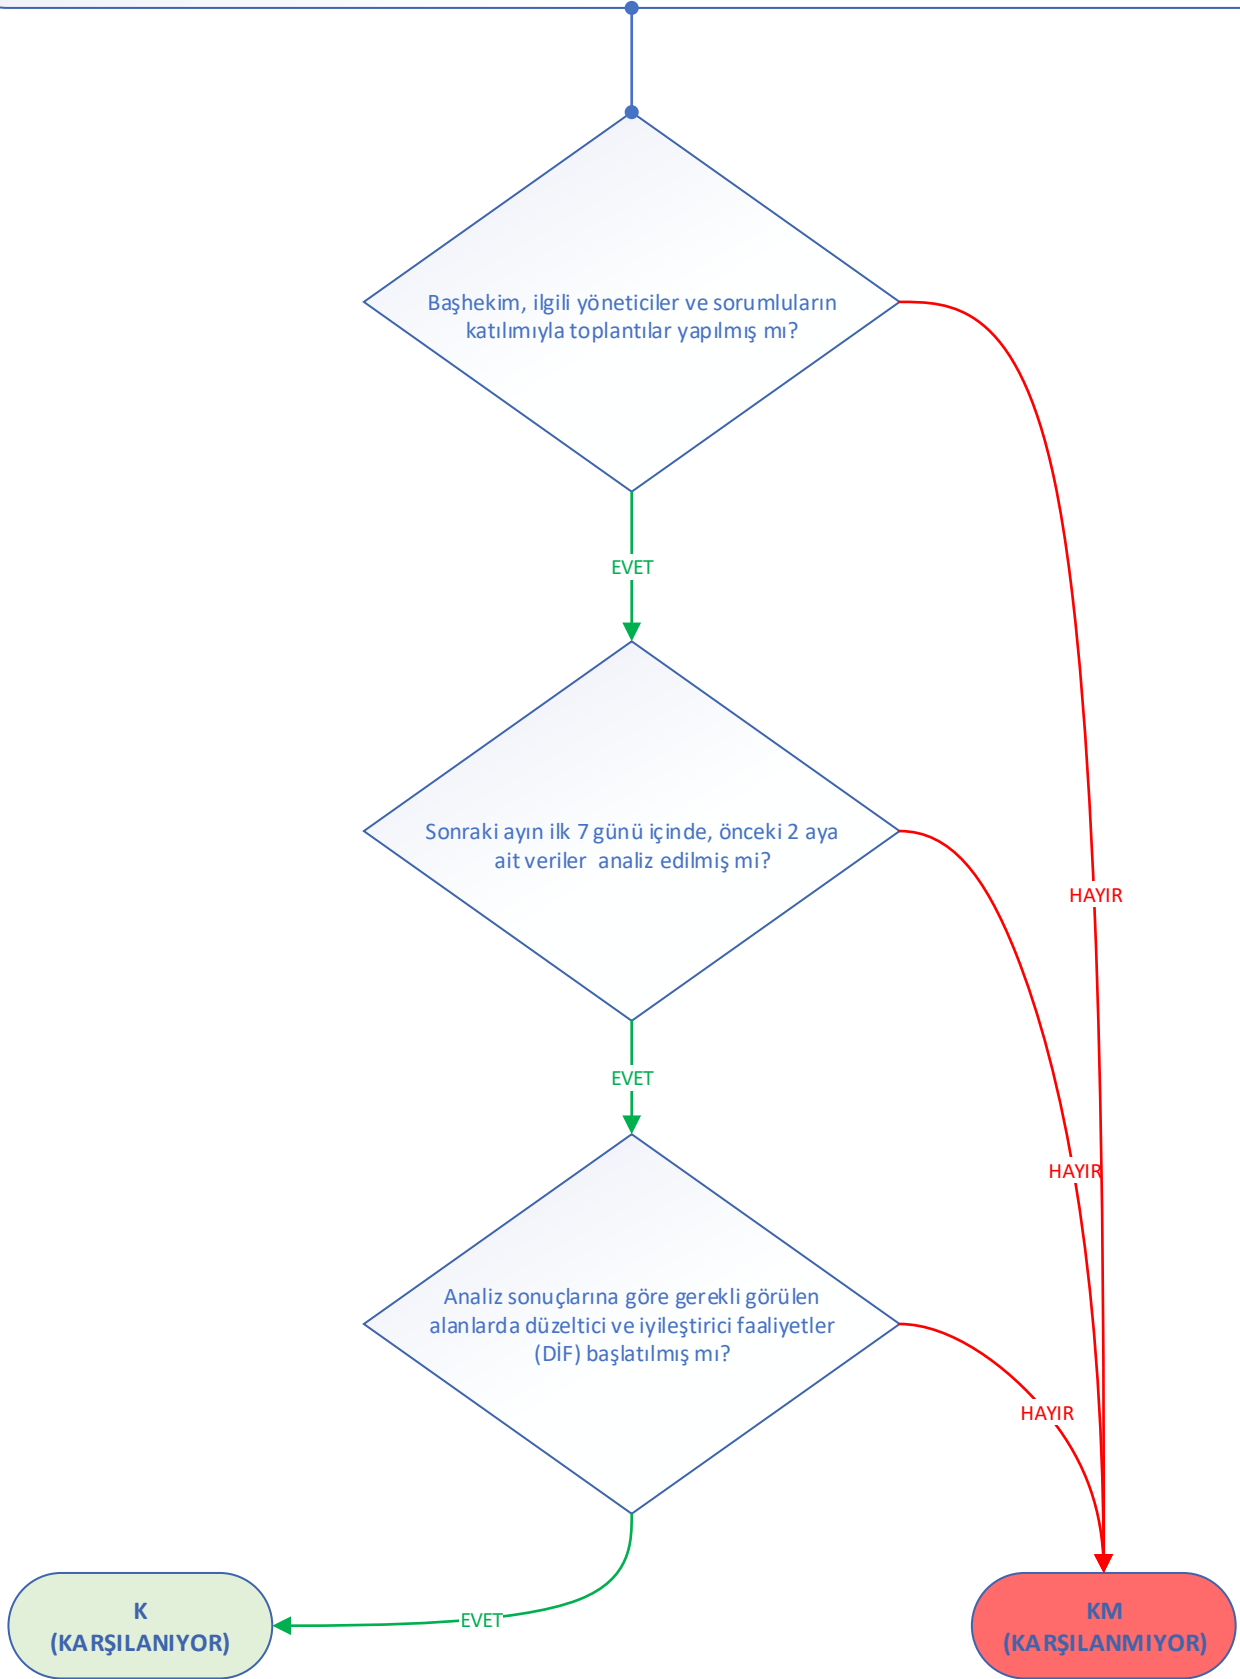 Başhekim, ilgili yöneticiler ve sorumluların
katılımıyla toplantılar yapılmış mı?
EVET
Sonraki ayın ilk 7 günü içinde, önceki 2 aya
ait veriler analiz edilmiş mi?
HAYIR
EVET
HAYIR
Analiz sonuçlarına göre gerekli görülen
alanlarda düzeltici ve iyileştirici faaliyetler
(DİF) başlatılmış mı?
HAYIR
EVET
K
(KARŞILANIYOR)
KM
(KARŞILANMIYOR)